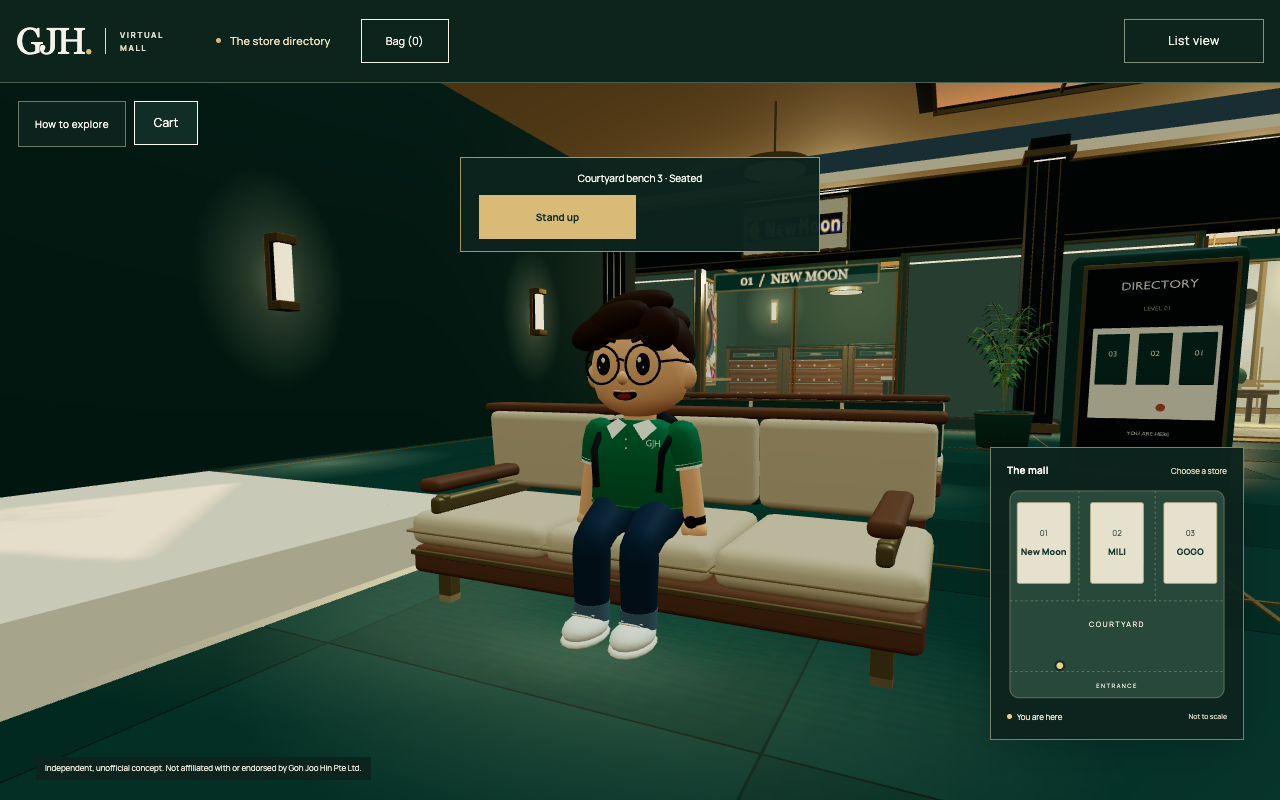 GJH.
VIRTUAL
MALL
The store directory
Bag (0)
List view
How to explore
Cart
Courtyard bench 3 · Seated
Stand up
New Moon
01 / NEW MOON
DIRECTORY
LEVEL 01
03 02 01
YOU ARE HERE
GJH
The mall
Choose a store
01
New Moon
02
MILI
03
GOGO
COURTYARD
ENTRANCE
You are here
Not to scale
Independent, unofficial concept. Not affiliated with or endorsed by Goh Joo Hin Pte Ltd.